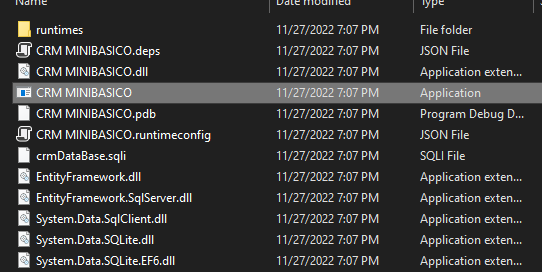 Name Date modified Type
runtimes 11/27/2022 7:07 PM File folder
CRM MINIBASICO.deps 11/27/2022 7:07 PM JSON File
CRM MINIBASICO.dll 11/27/2022 7:07 PM Application exten...
CRM MINIBASICO 11/27/2022 7:07 PM Application
CRM MINIBASICO.pdb 11/27/2022 7:07 PM Program Debug D...
CRM MINIBASICO.runtimeconfig 11/27/2022 7:07 PM JSON File
crmDataBase.sqli 11/27/2022 7:07 PM SQLI File
EntityFramework.dll 11/27/2022 7:07 PM Application exten...
EntityFramework.SqlServer.dll 11/27/2022 7:07 PM Application exten...
System.Data.SqlClient.dll 11/27/2022 7:07 PM Application exten...
System.Data.SQLite.dll 11/27/2022 7:07 PM Application exten...
System.Data.SQLite.EF6.dll 11/27/2022 7:07 PM Application exten...